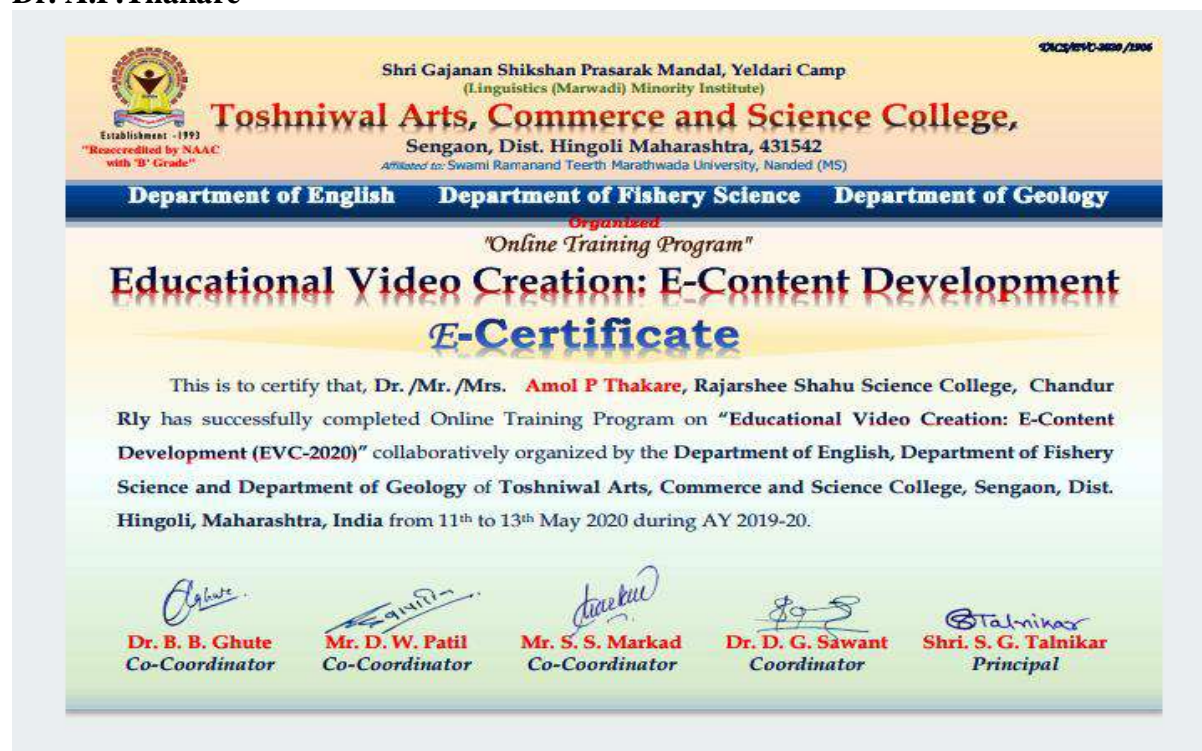 Dr. A.P.Thakare
TACS/EVC-2020 /1906
Shri Gajanan Shikshan Prasarak Mandal, Yeldari Camp
(Linguistics (Marwadi) Minority Institute)
Toshniwal Arts, Commerce and Science College,
Establishment -1993
"Reaccredited by NAAC
with 'B' Grade"
Sengaon, Dist. Hingoli Maharashtra, 431542
Affiliated to: Swami Ramanand Teerth Marathwada University, Nanded (MS)
Department of English Department of Fishery Science Department of Geology
Organized
"Online Training Program"
Educational Video Creation: E-Content Development
E-Certificate
This is to certify that, Dr. /Mr. /Mrs. Amol P Thakare, Rajarshee Shahu Science College, Chandur
Rly has successfully completed Online Training Program on “Educational Video Creation: E-Content
Development (EVC-2020)” collaboratively organized by the Department of English, Department of Fishery
Science and Department of Geology of Toshniwal Arts, Commerce and Science College, Sengaon, Dist.
Hingoli, Maharashtra, India from 11th to 13th May 2020 during AY 2019-20.
Ghute.
STalnikar
Dr. B. B. Ghute Mr. D. W. Patil Mr. S. S. Markad Dr. D. G. Sawant Shri. S. G. Talnikar
Co-Coordinator Co-Coordinator Co-Coordinator Coordinator Principal